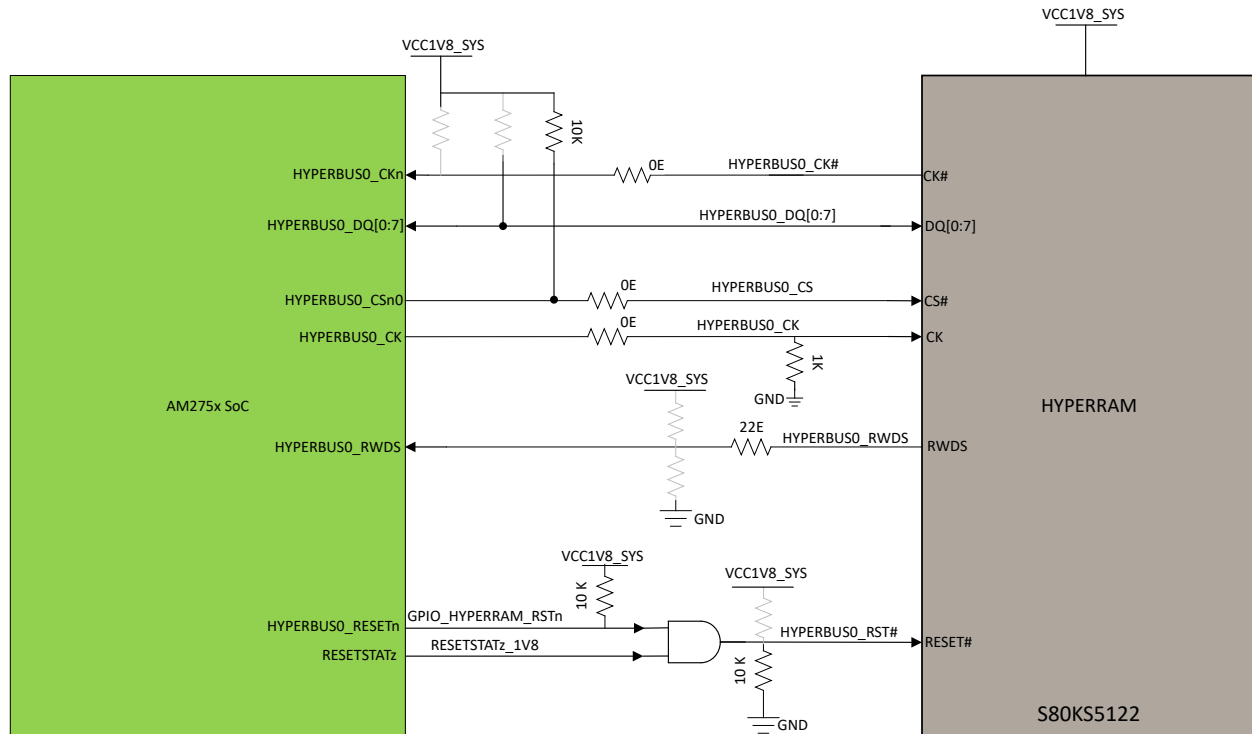 VCC1V8_SYS
VCC1V8_SYS
10K
HYPERBUS0_CKn
0E
HYPERBUS0_CK#
CK#
HYPERBUS0_DQ[0:7]
HYPERBUS0_DQ[0:7]
DQ[0:7]
HYPERBUS0_CSn0
0E
HYPERBUS0_CS
CS#
HYPERBUS0_CK
0E
HYPERBUS0_CK
CK
1K
GND
VCC1V8_SYS
AM275x SoC
HYPERRAM
HYPERBUS0_RWDS
22E
HYPERBUS0_RWDS
RWDS
GND
VCC1V8_SYS
10 K
VCC1V8_SYS
HYPERBUS0_RESETn
GPIO_HYPERRAM_RSTn
HYPERBUS0_RST#
RESET#
RESETSTATz
RESETSTATz_1V8
10 K
GND
S80KS5122